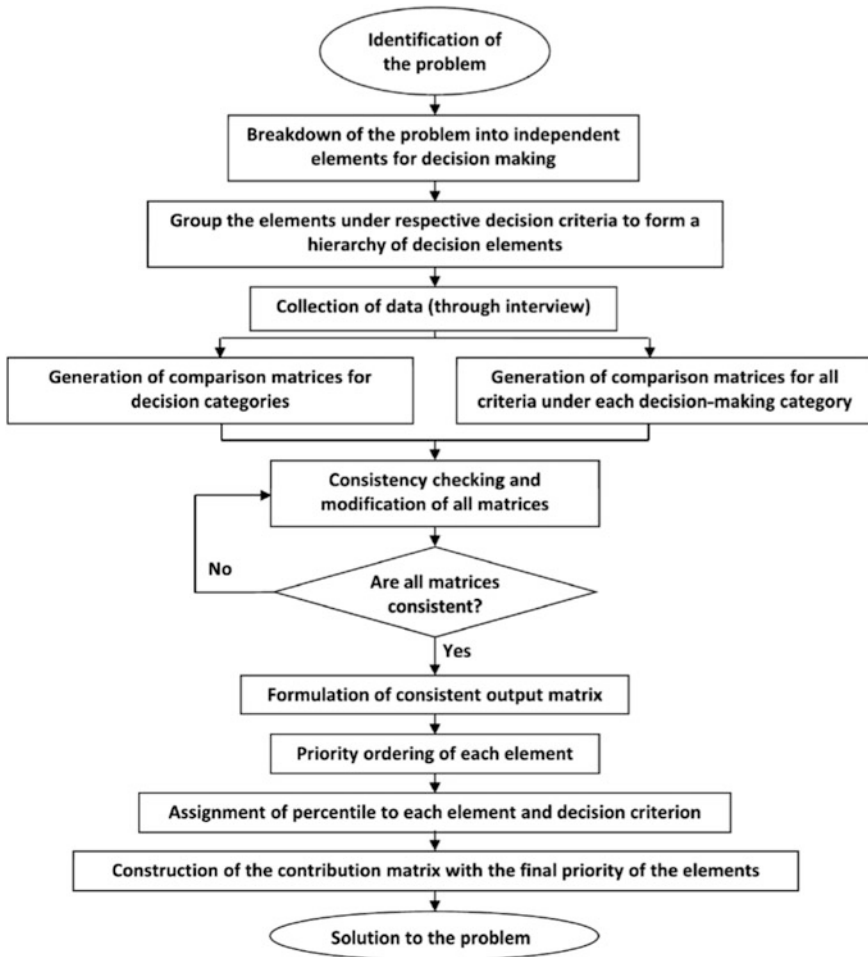 Identification of
the problem
Breakdown of the problem into independent
elements for decision making
Group the elements under respective decision criteria to form a
hierarchy of decision elements
Collection of data (through interview)
Generation of comparison matrices for
decision categories
Generation of comparison matrices for all
criteria under each decision-making category
Consistency checking and
modification of all matrices
No
Are all matrices
consistent?
Yes
Formulation of consistent output matrix
Priority ordering of each element
Assignment of percentile to each element and decision criterion
Construction of the contribution matrix with the final priority of the elements
Solution to the problem